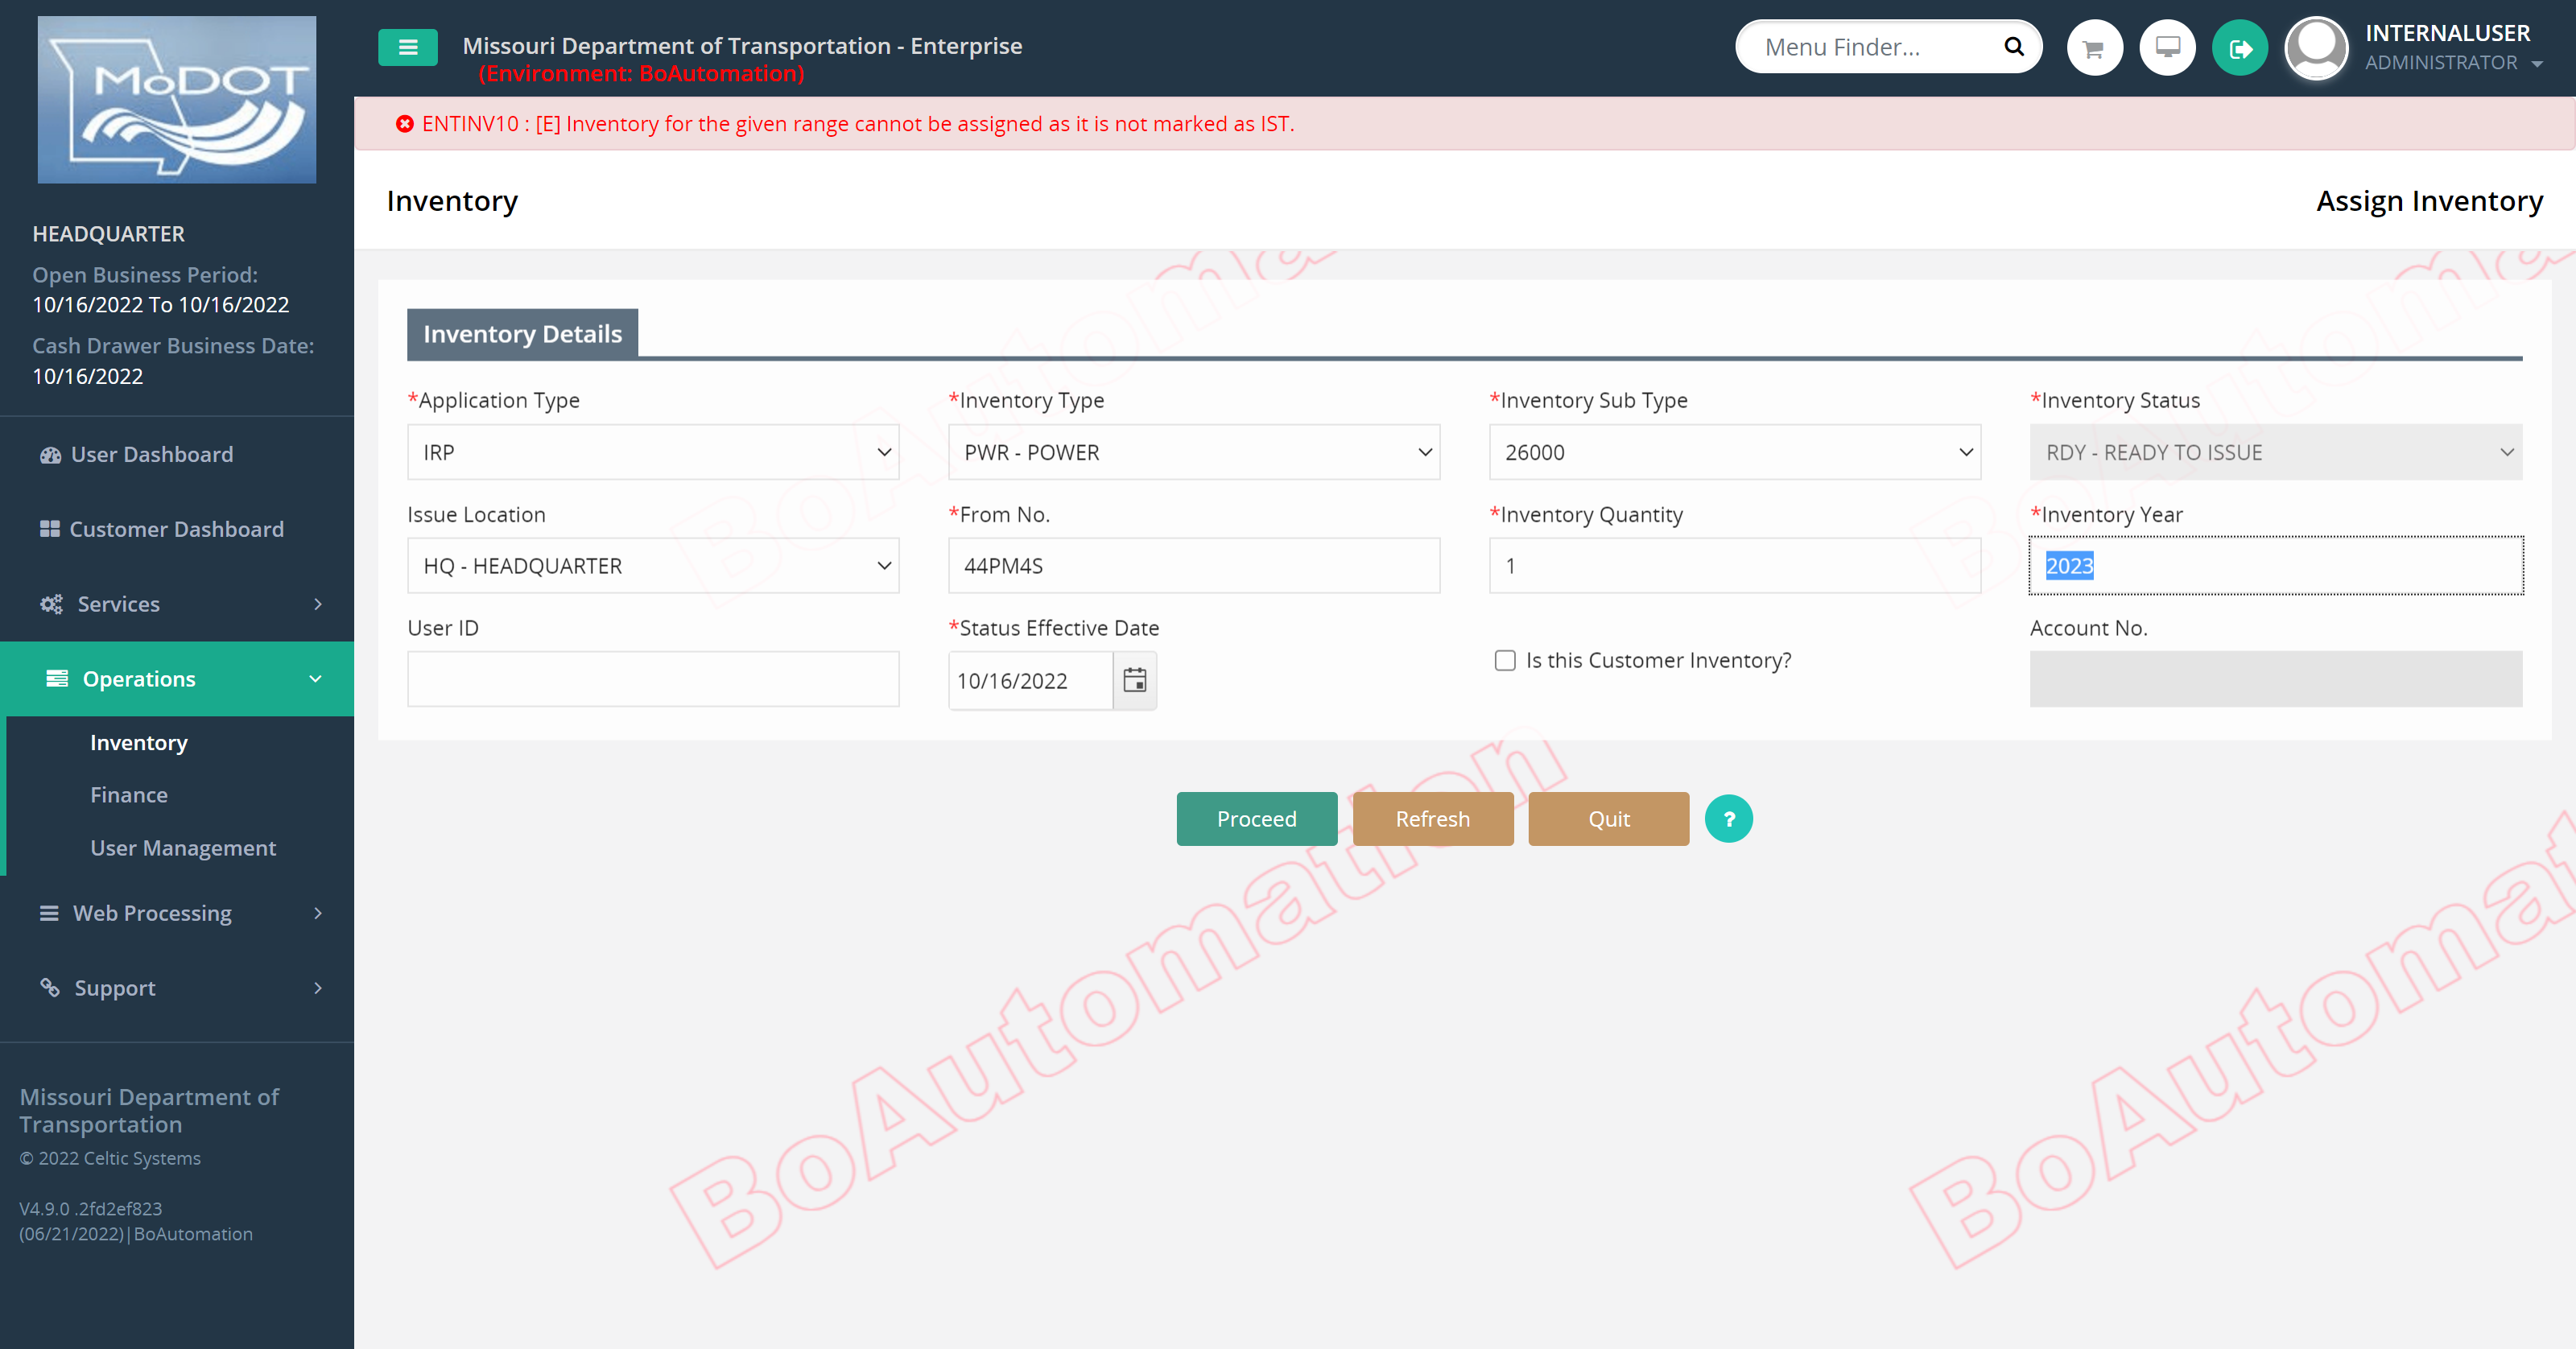 MoDOT
Missouri Department of Transportation - Enterprise
(Environment: BoAutomation)
Menu Finder...
INTERNALUSER
ADMINISTRATOR
ENTINV10 : [E] Inventory for the given range cannot be assigned as it is not marked as IST.
Inventory
Assign Inventory
HEADQUARTER
Open Business Period:
10/16/2022 To 10/16/2022
Cash Drawer Business Date:
10/16/2022
User Dashboard
Customer Dashboard
Services
Operations
Inventory
Finance
User Management
Web Processing
Support
Missouri Department of
Transportation
© 2022 Celtic Systems
V4.9.0 .2fd2ef823
(06/21/2022)|BoAutomation
Inventory Details
*Application Type
*Inventory Type
*Inventory Sub Type
*Inventory Status
IRP
PWR - POWER
26000
RDY - READY TO ISSUE
Issue Location
*From No.
*Inventory Quantity
*Inventory Year
HQ - HEADQUARTER
44PM4S
1
2023
User ID
*Status Effective Date
Is this Customer Inventory?
Account No.
10/16/2022
Proceed
Refresh
Quit
?
BoAutoma
BoAutoma
BoAutomation
BoAutomat